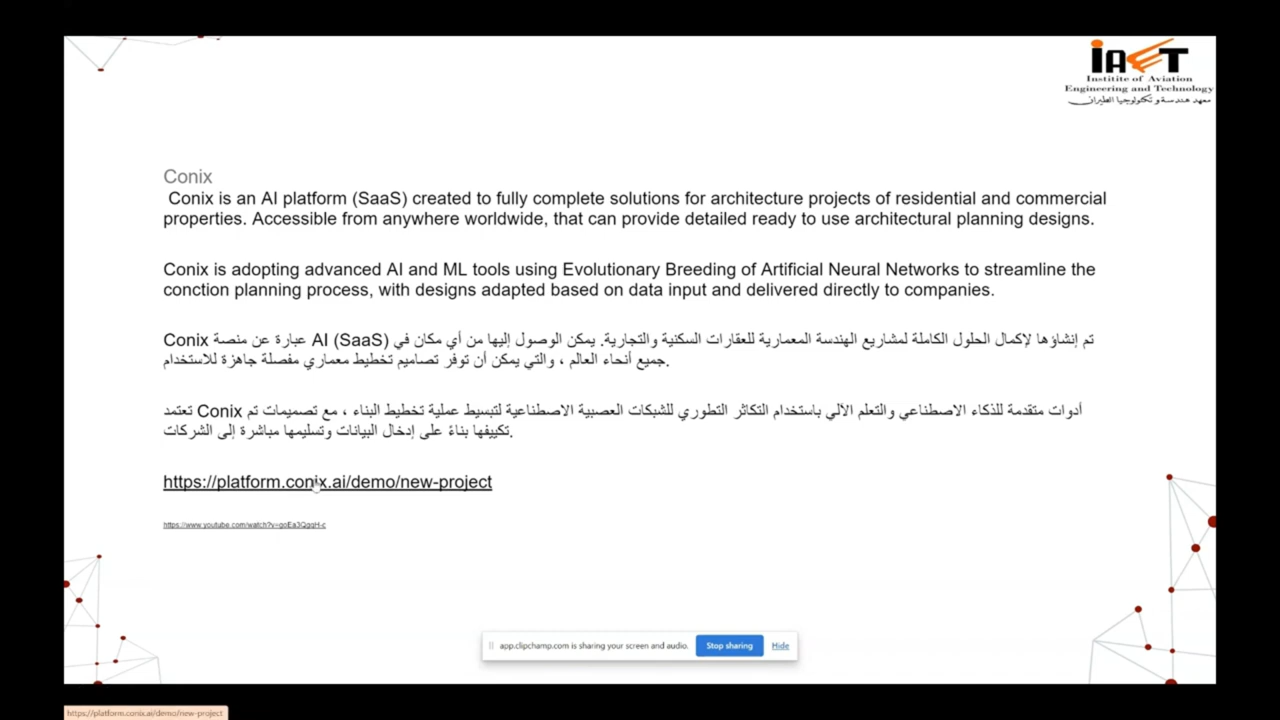 IAET
Institite of Aviation
Engineering and Technology
معهد هندسة و تكنولوجيا الطيران
Conix
Conix is an AI platform (SaaS) created to fully complete solutions for architecture projects of residential and commercial
properties. Accessible from anywhere worldwide, that can provide detailed ready to use architectural planning designs.
Conix is adopting advanced AI and ML tools using Evolutionary Breeding of Artificial Neural Networks to streamline the
conction planning process, with designs adapted based on data input and delivered directly to companies.
Conix عبارة عن منصة AI (SaaS) تم إنشاؤها لإكمال الحلول الكاملة لمشاريع الهندسة المعمارية للعقارات السكنية والتجارية. يمكن الوصول إليها من أي مكان في
جميع أنحاء العالم ، والتي يمكن أن توفر تصاميم تخطيط معماري مفصلة جاهزة للاستخدام.
تعتمد Conix أدوات متقدمة للذكاء الاصطناعي والتعلم الآلي باستخدام التكاثر التطوري للشبكات العصبية الاصطناعية لتبسيط عملية تخطيط البناء ، مع تصميمات تم
تكييفها بناءً على إدخال البيانات وتسليمها مباشرة إلى الشركات.
https://platform.conix.ai/demo/new-project
app.clipchamp.com is sharing your screen and audio. Stop sharing Hide
https://platform.conix.ai/demo/new-project